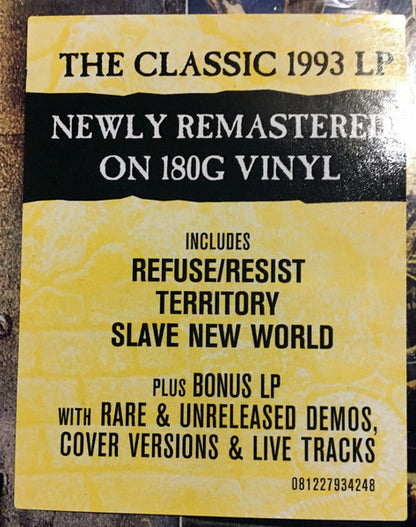 THE CLASSIC 1993 LP
NEWLY REMASTERED
ON 180G VINYL
INCLUDES
REFUSE/RESIST
TERRITORY
SLAVE NEW WORLD
PLUS BONUS LP
WITH RARE & UNRELEASED DEMOS,
COVER VERSIONS & LIVE TRACKS
081227934248